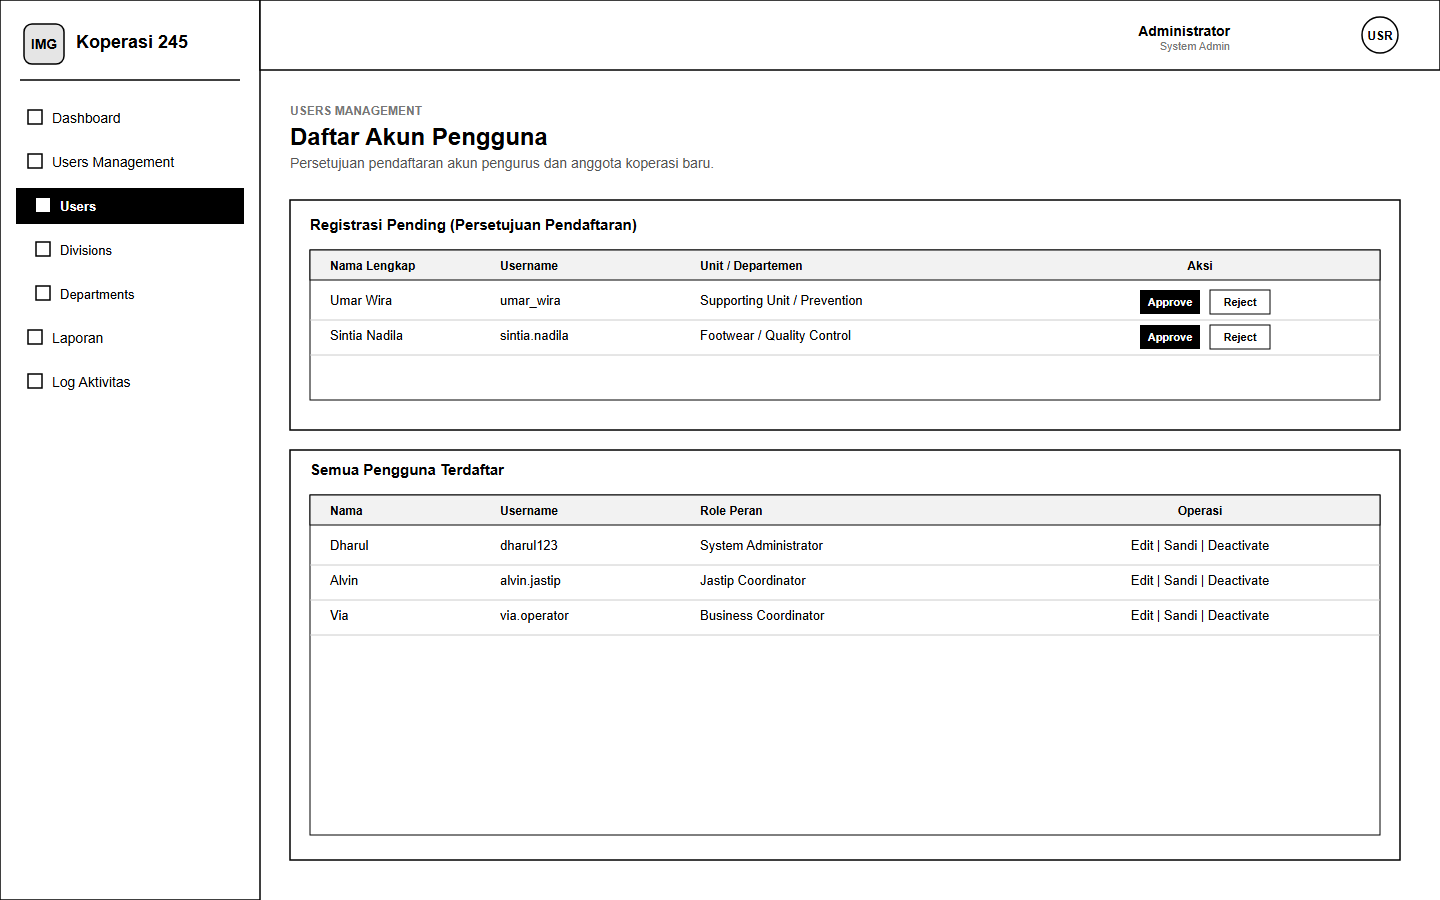 IMG Koperasi 245
Administrator
System Admin
USR
Dashboard
Users Management
Users
Divisions
Departments
Laporan
Log Aktivitas
USERS MANAGEMENT
Daftar Akun Pengguna
Persetujuan pendaftaran akun pengurus dan anggota koperasi baru.
Registrasi Pending (Persetujuan Pendaftaran)
Nama Lengkap Username Unit / Departemen Aksi
Umar Wira umar_wira Supporting Unit / Prevention Approve Reject
Sintia Nadila sintia.nadila Footwear / Quality Control Approve Reject
Semua Pengguna Terdaftar
Nama Username Role Peran Operasi
Dharul dharul123 System Administrator Edit | Sandi | Deactivate
Alvin alvin.jastip Jastip Coordinator Edit | Sandi | Deactivate
Via via.operator Business Coordinator Edit | Sandi | Deactivate